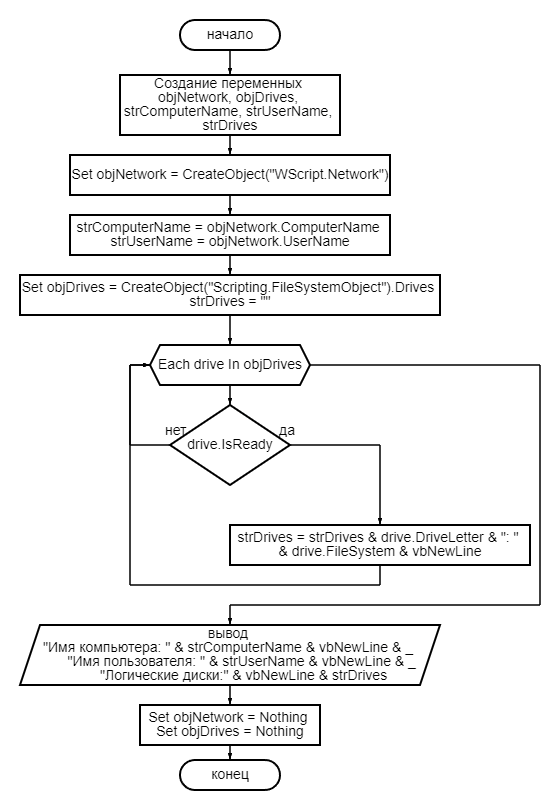 начало
Создание переменных
objNetwork, objDrives,
strComputerName, strUserName,
strDrives
Set objNetwork = CreateObject("WScript.Network")
strComputerName = objNetwork.ComputerName
strUserName = objNetwork.UserName
Set objDrives = CreateObject("Scripting.FileSystemObject").Drives
strDrives = ""
Each drive In objDrives
нет
да
drive.IsReady
strDrives = strDrives & drive.DriveLetter & ": "
& drive.FileSystem & vbNewLine
вывод
"Имя компьютера: " & strComputerName & vbNewLine & _
"Имя пользователя: " & strUserName & vbNewLine & _
"Логические диски:" & vbNewLine & strDrives
Set objNetwork = Nothing
Set objDrives = Nothing
конец